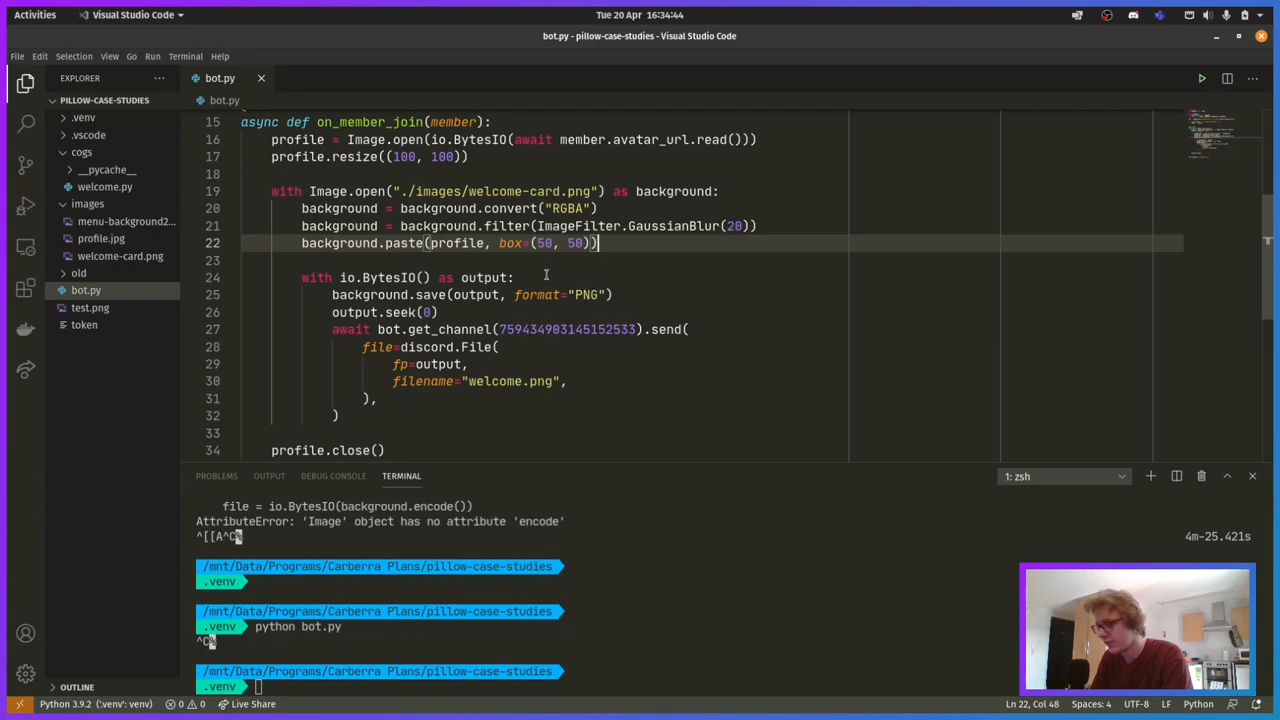 Activities
Visual Studio Code
Tue 20 Apr 16:34:44
bot.py - pillow-case-studies - Visual Studio Code
File Edit Selection View Go Run Terminal Help
EXPLORER
bot.py
PILLOW-CASE-STUDIES
.venv
.vscode
cogs
__pycache__
welcome.py
images
menu-background2...
profile.jpg
welcome-card.png
old
bot.py
test.png
token
OUTLINE
bot.py
15 async def on_member_join(member):
16 profile = Image.open(io.BytesIO(await member.avatar_url.read()))
17 profile.resize((100, 100))
18
19 with Image.open("./images/welcome-card.png") as background:
20 background = background.convert("RGBA")
21 background = background.filter(ImageFilter.GaussianBlur(20))
22 background.paste(profile, box=(50, 50))
23
24 with io.BytesIO() as output:
25 background.save(output, format="PNG")
26 output.seek(0)
27 await bot.get_channel(759434903145152533).send(
28 file=discord.File(
29 fp=output,
30 filename="welcome.png",
31 ),
32 )
33
34 profile.close()
PROBLEMS OUTPUT DEBUG CONSOLE TERMINAL
1: zsh
file = io.BytesIO(background.encode())
AttributeError: 'Image' object has no attribute 'encode'
^[[A^C%
4m-25.421s
/mnt/Data/Programs/Carberra Plans/pillow-case-studies
.venv
/mnt/Data/Programs/Carberra Plans/pillow-case-studies
.venv python bot.py
^C%
/mnt/Data/Programs/Carberra Plans/pillow-case-studies
.venv
Python 3.9.2 ('.venv': venv) 0 0 Live Share
Ln 22, Col 48 Spaces: 4 UTF-8 LF Python